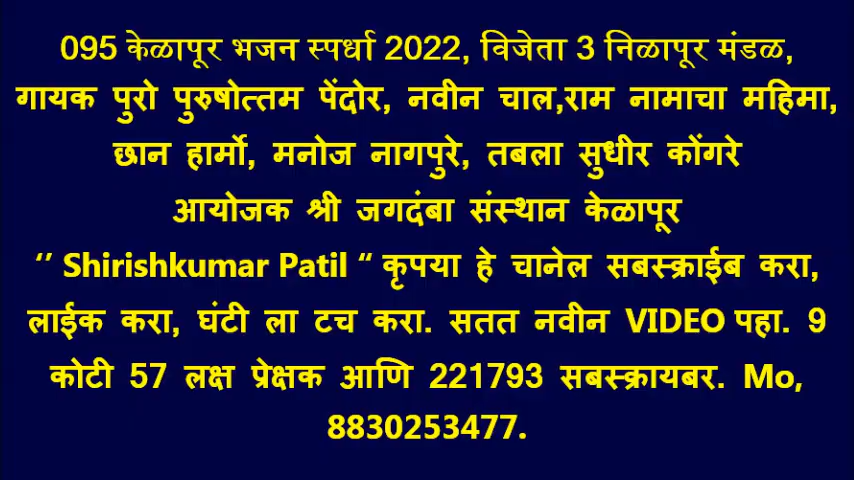 095 केळापूर भजन स्पर्धा 2022, विजेता 3 निळापूर मंडळ,
गायक पुरो पुरुषोत्तम पेंदोर, नवीन चाल,राम नामाचा महिमा,
छान हार्मो, मनोज नागपुरे, तबला सुधीर कोंगरे
आयोजक श्री जगदंबा संस्थान केळापूर
‘’ Shirishkumar Patil “ कृपया हे चानेल सबस्क्राईब करा,
लाईक करा, घंटी ला टच करा. सतत नवीन VIDEO पहा. 9
कोटी 57 लक्ष प्रेक्षक आणि 221793 सबस्क्रायबर. Mo,
8830253477.